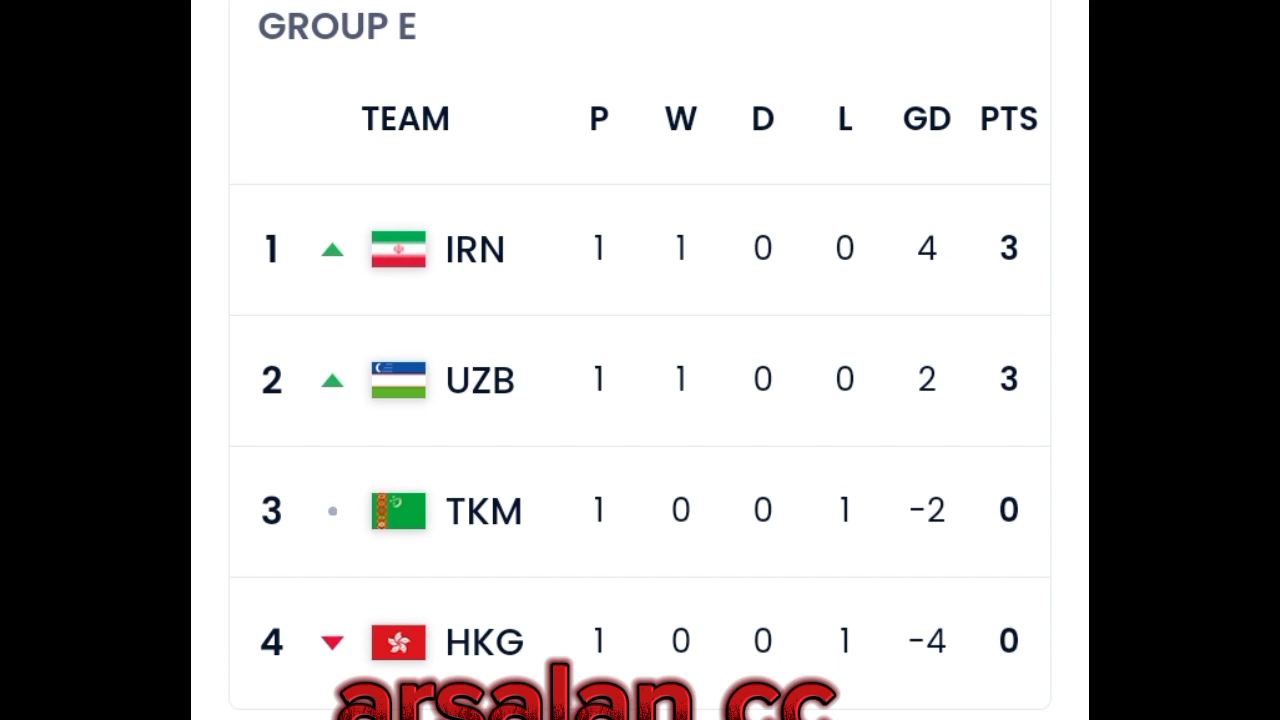 GROUP E
TEAM P W D L GD PTS
1 IRN 1 1 0 0 4 3
2 UZB 1 1 0 0 2 3
3 TKM 1 0 0 1 -2 0
4 HKG 1 0 0 1 -4 0
arsalan cc